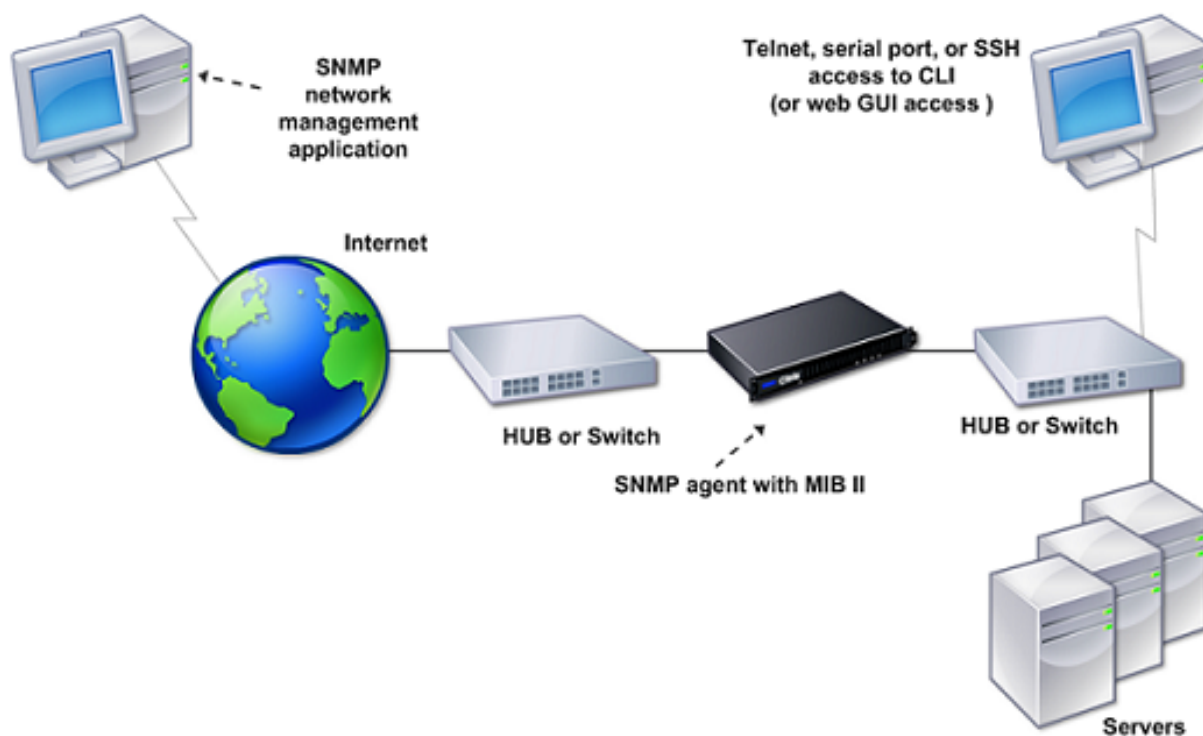 SNMP
network
management
application
Telnet, serial port, or SSH
access to CLI
(or web GUI access )
Internet
HUB or Switch
SNMP agent with MIB II
HUB or Switch
Servers